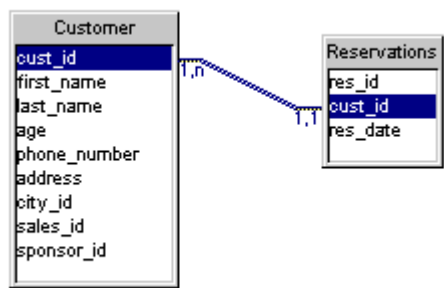 Customer
cust_id
first_name
last_name
age
phone_number
address
city_id
sales_id
sponsor_id
1,n
1,1
Reservations
res_id
cust_id
res_date